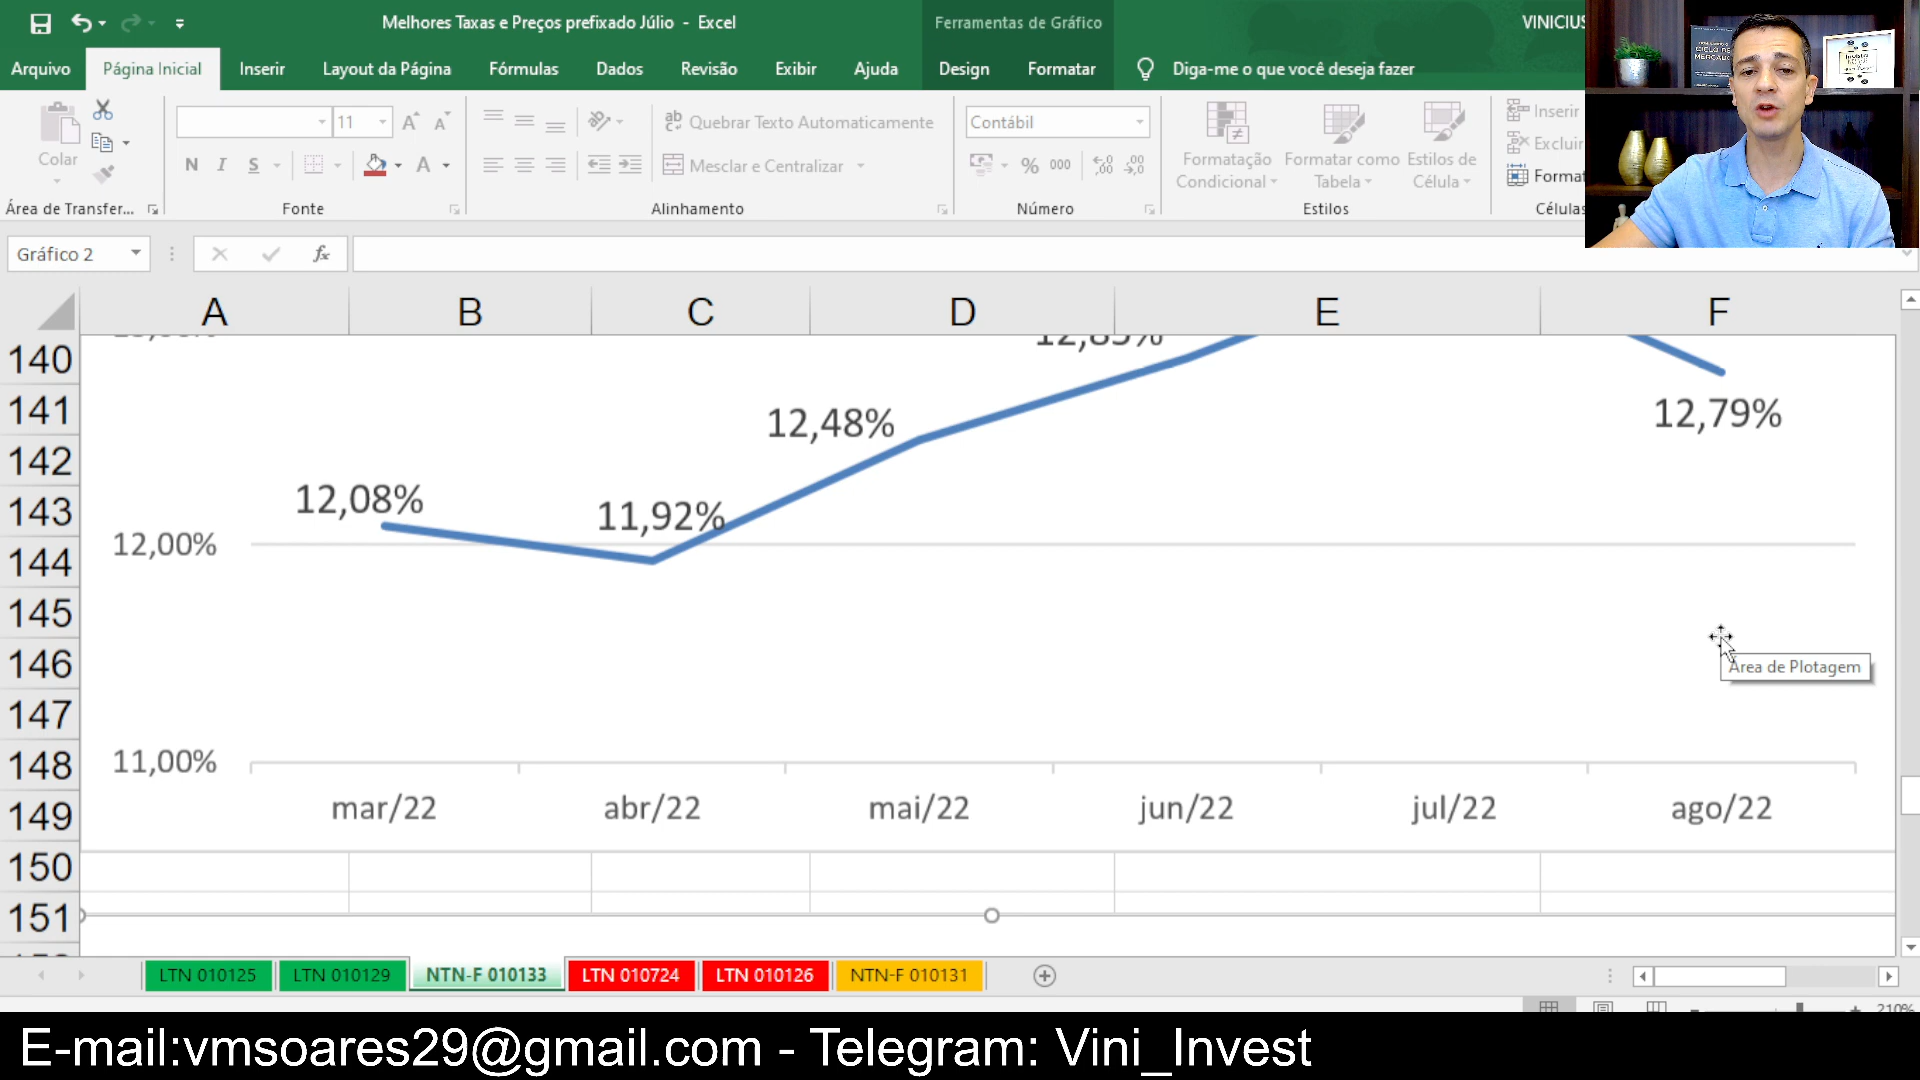 Melhores Taxas e Preços prefixado Júlio - Excel
Ferramentas de Gráfico
VINICIUS
Arquivo
Página Inicial
Inserir
Layout da Página
Fórmulas
Dados
Revisão
Exibir
Ajuda
Design
Formatar
Diga-me o que você deseja fazer
Colar
Área de Transfer...
11
N I S
Fonte
Quebrar Texto Automaticamente
Mesclar e Centralizar
Alinhamento
Contábil
% 000
Número
Formatação Condicional
Formatar como Tabela
Estilos de Célula
Estilos
Inserir
Excluir
Format
Células
Gráfico 2
fx
A B C D E F
140
141
142
143
144
145
146
147
148
149
150
151
12,48%
12,79%
12,08%
11,92%
12,00%
11,00%
Área de Plotagem
mar/22 abr/22 mai/22 jun/22 jul/22 ago/22
LTN 010125
LTN 010129
NTN-F 010133
LTN 010724
LTN 010126
NTN-F 010131
210%
E-mail:vmsoares29@gmail.com - Telegram: Vini_Invest